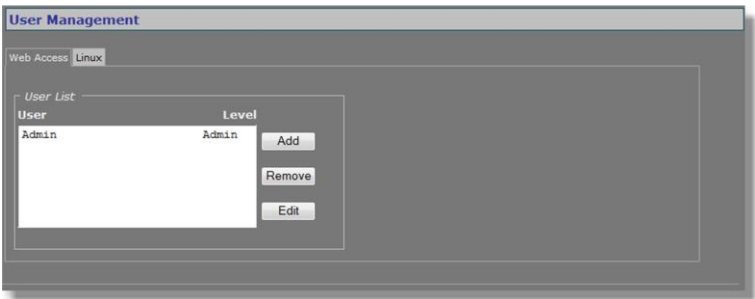 User Management
Web Access Linux
User List
User Level
Admin Admin
Add
Remove
Edit